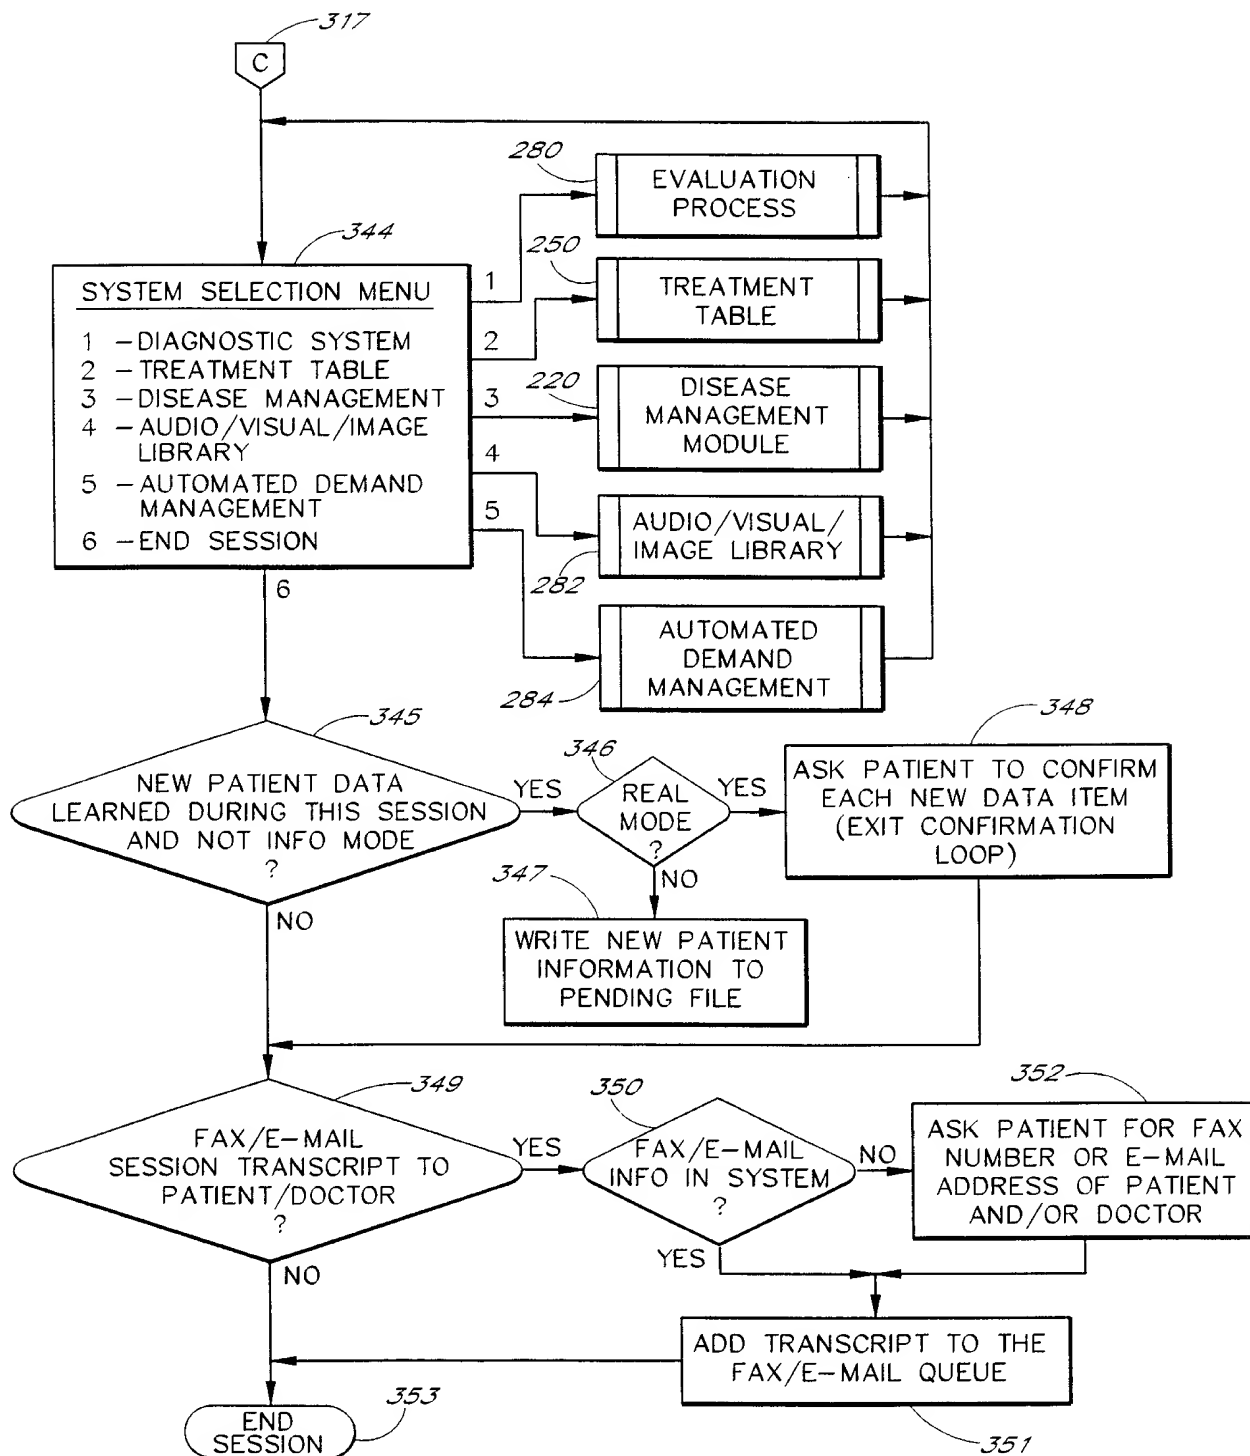 317
C
280
EVALUATION
PROCESS
344
250
SYSTEM SELECTION MENU
1
TREATMENT
TABLE
1 – DIAGNOSTIC SYSTEM
2
2 – TREATMENT TABLE
220
DISEASE
MANAGEMENT
MODULE
3 – DISEASE MANAGEMENT
3
4 – AUDIO/VISUAL/IMAGE
LIBRARY
4
5 – AUTOMATED DEMAND
MANAGEMENT
5
AUDIO/VISUAL/
IMAGE LIBRARY
6 – END SESSION
282
6
AUTOMATED
DEMAND
MANAGEMENT
284
345
346
348
NEW PATIENT DATA
LEARNED DURING THIS SESSION
AND NOT INFO MODE
?
YES
REAL
MODE
?
YES
ASK PATIENT TO CONFIRM
EACH NEW DATA ITEM
(EXIT CONFIRMATION
LOOP)
347
NO
NO
WRITE NEW PATIENT
INFORMATION TO
PENDING FILE
349
350
352
FAX/E-MAIL
SESSION TRANSCRIPT TO
PATIENT/DOCTOR
?
YES
FAX/E-MAIL
INFO IN SYSTEM
?
NO
ASK PATIENT FOR FAX
NUMBER OR E-MAIL
ADDRESS OF PATIENT
AND/OR DOCTOR
NO
YES
ADD TRANSCRIPT TO THE
FAX/E-MAIL QUEUE
351
END
SESSION
353